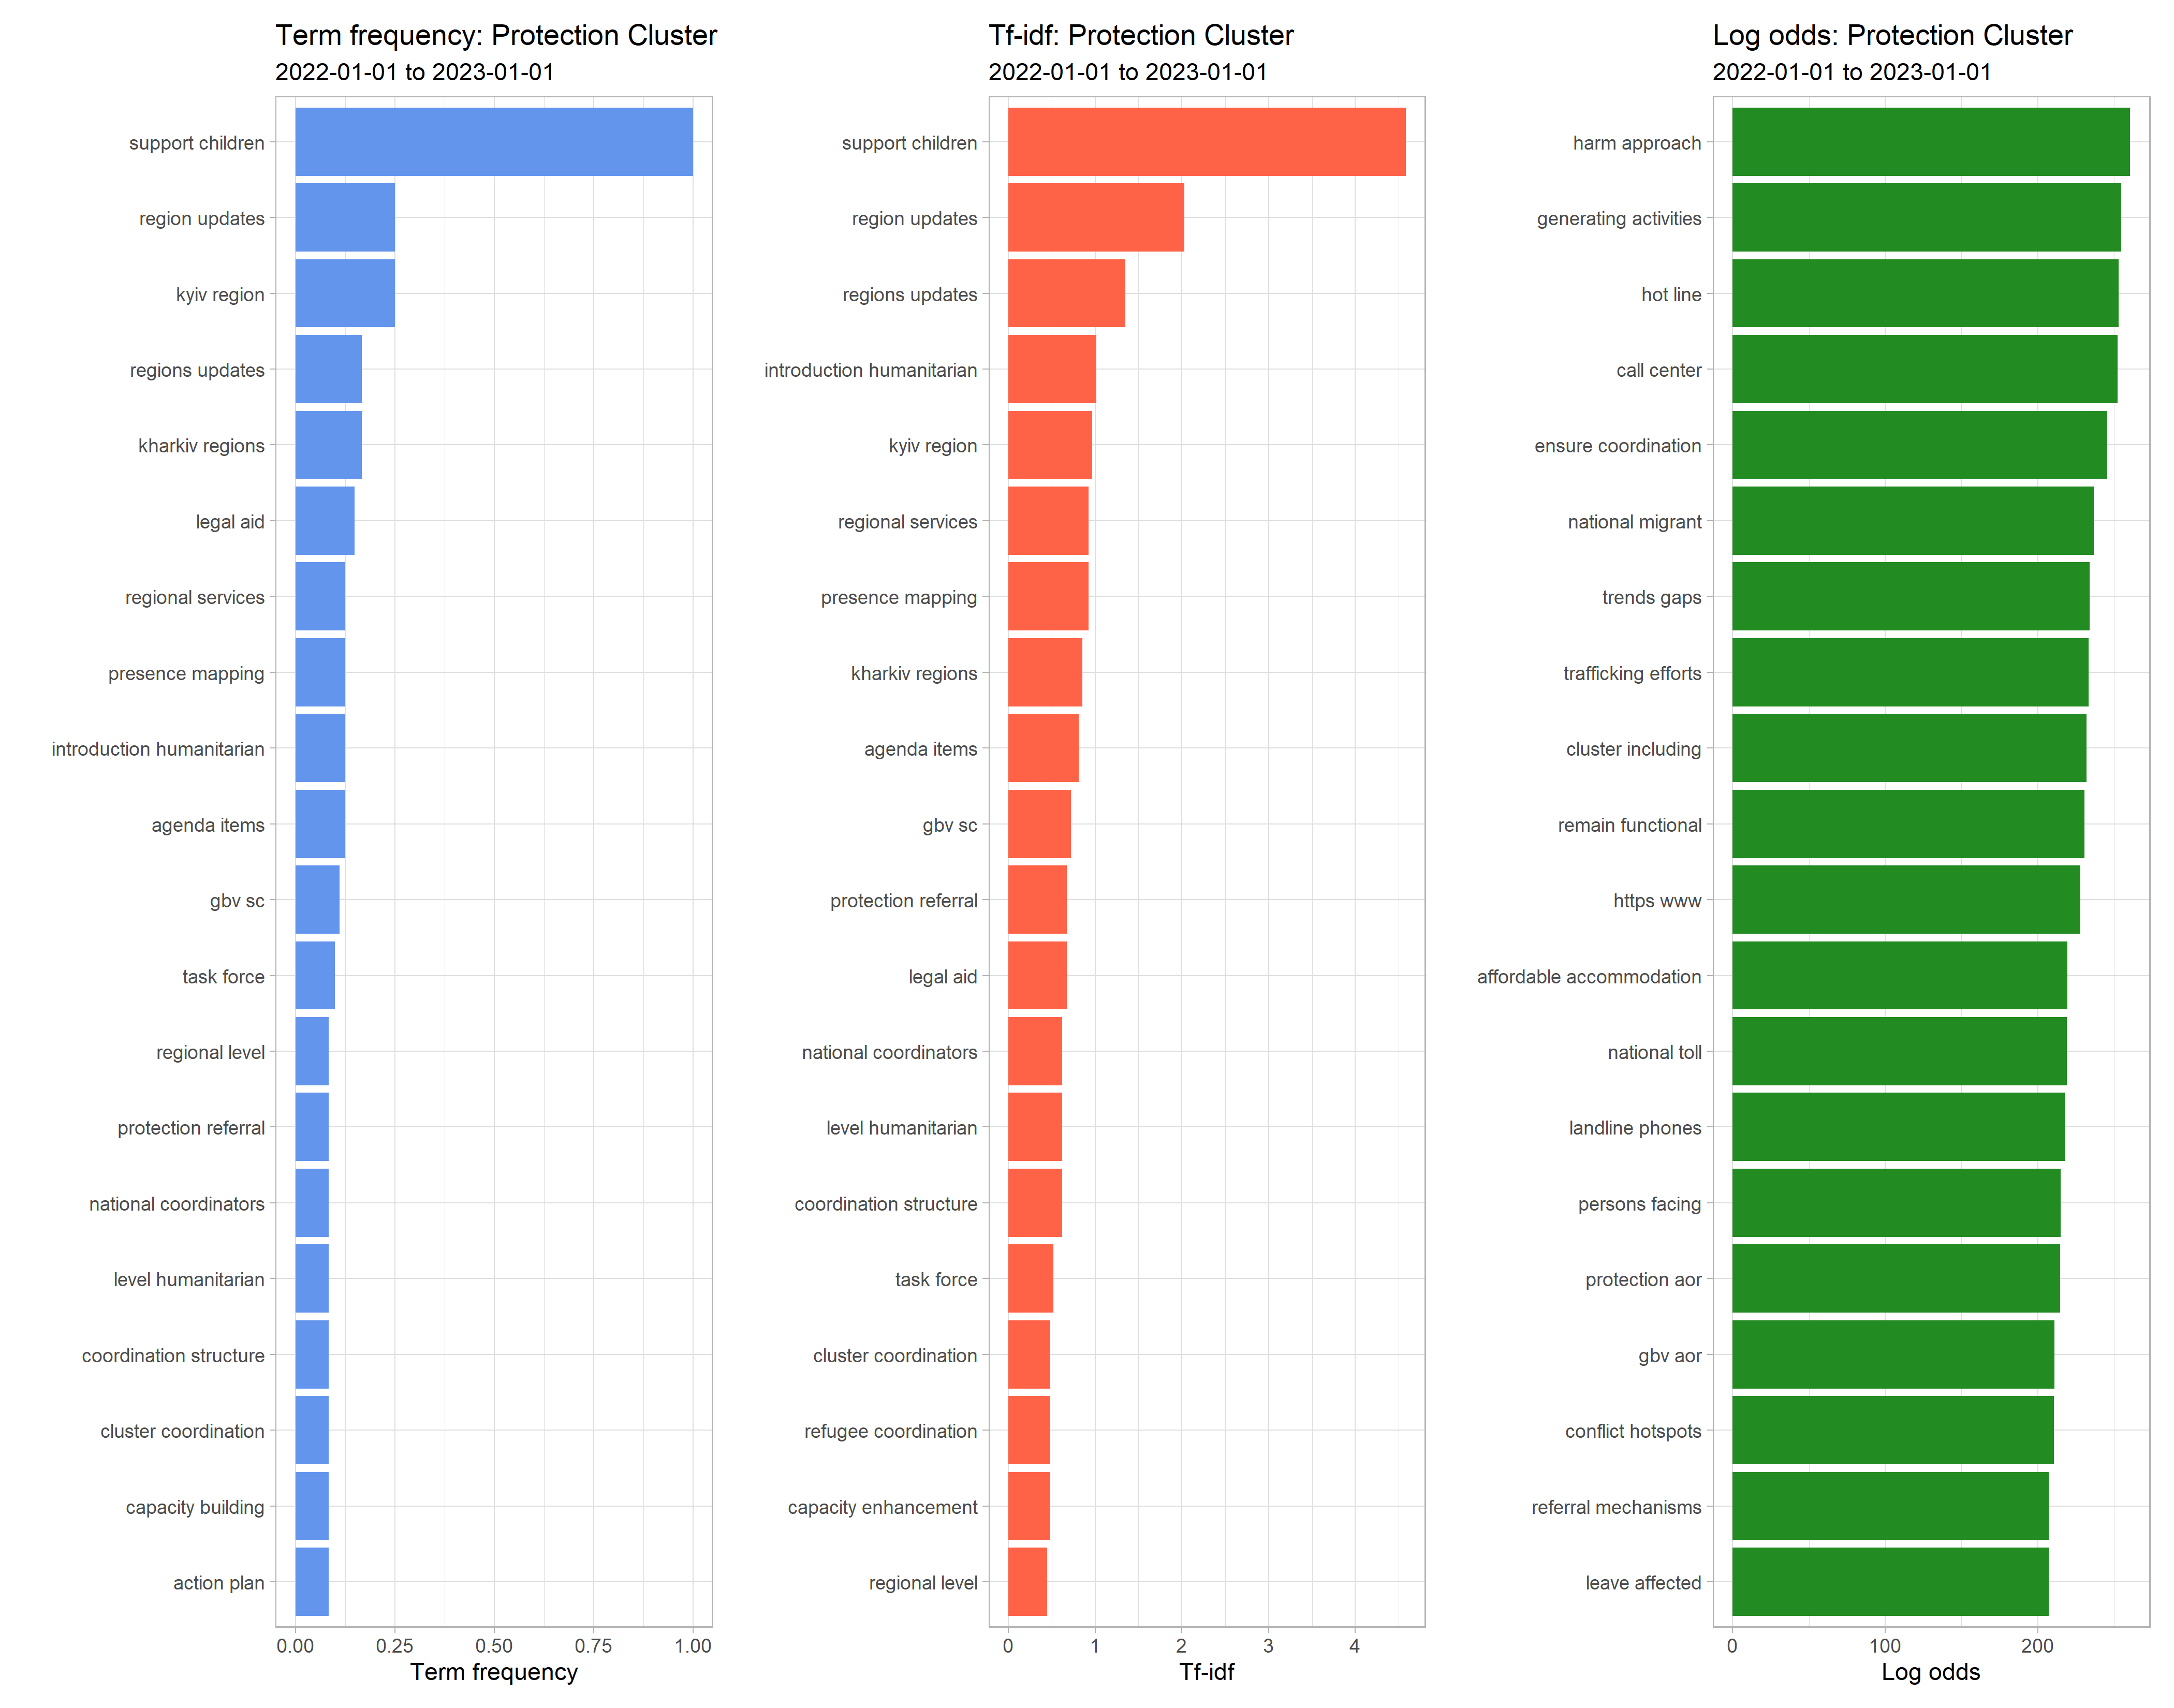 Term frequency: Protection Cluster
2022-01-01 to 2023-01-01
support children
region updates
kyiv region
regions updates
kharkiv regions
legal aid
regional services
presence mapping
introduction humanitarian
agenda items
gbv sc
task force
regional level
protection referral
national coordinators
level humanitarian
coordination structure
cluster coordination
capacity building
action plan
0.00 0.25 0.50 0.75 1.00
Term frequency
Tf-idf: Protection Cluster
2022-01-01 to 2023-01-01
support children
region updates
regions updates
introduction humanitarian
kyiv region
regional services
presence mapping
kharkiv regions
agenda items
gbv sc
protection referral
legal aid
national coordinators
level humanitarian
coordination structure
task force
cluster coordination
refugee coordination
capacity enhancement
regional level
0 1 2 3 4
Tf-idf
Log odds: Protection Cluster
2022-01-01 to 2023-01-01
harm approach
generating activities
hot line
call center
ensure coordination
national migrant
trends gaps
trafficking efforts
cluster including
remain functional
https www
affordable accommodation
national toll
landline phones
persons facing
protection aor
gbv aor
conflict hotspots
referral mechanisms
leave affected
0 100 200
Log odds